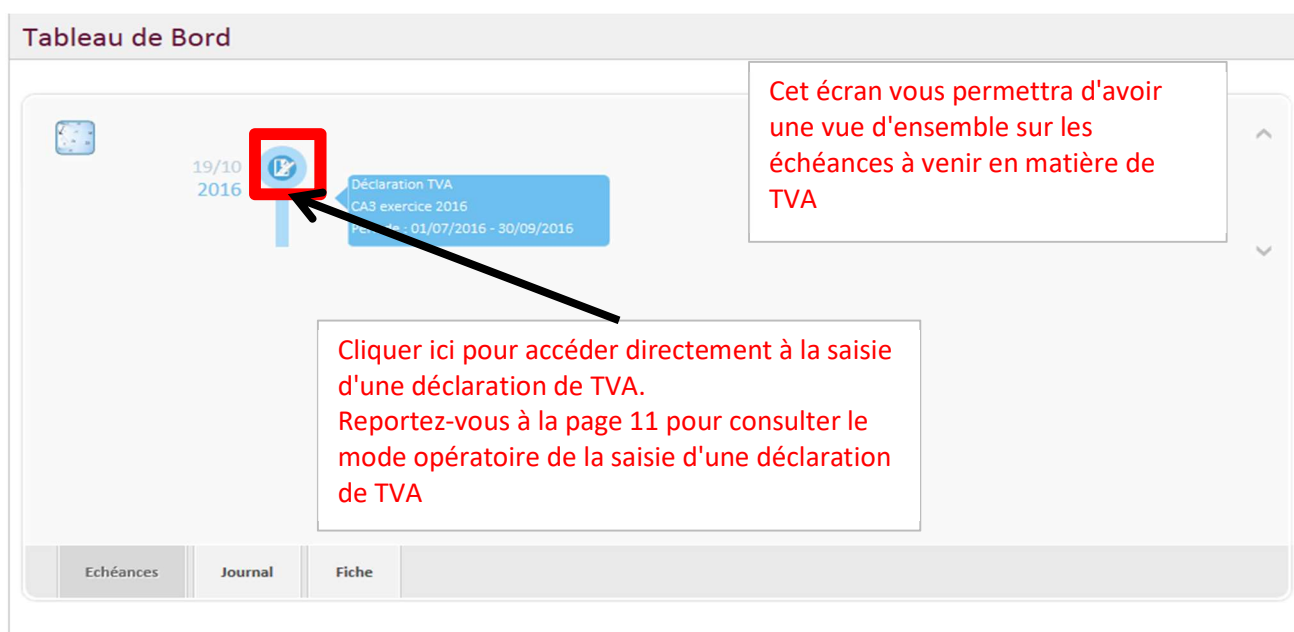 Tableau de Bord
Cet écran vous permettra d'avoir
une vue d'ensemble sur les
échéances à venir en matière de
TVA
19/10
2016
Déclaration TVA
CA3 exercice 2016
Période : 01/07/2016 - 30/09/2016
Cliquer ici pour accéder directement à la saisie
d'une déclaration de TVA.
Reportez-vous à la page 11 pour consulter le
mode opératoire de la saisie d'une déclaration
de TVA
Echéances Journal Fiche